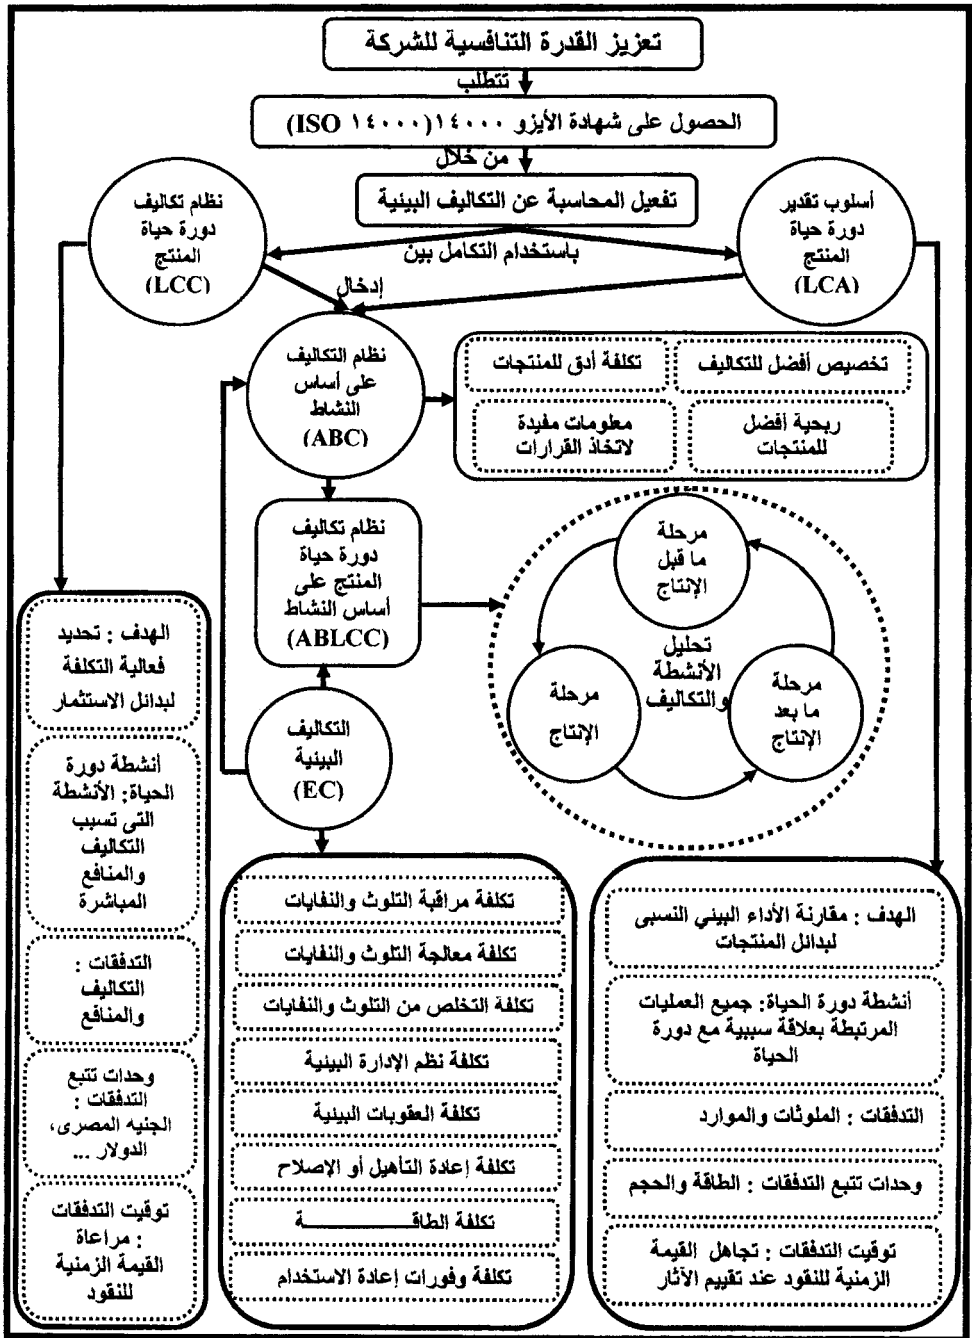 تعزيز القدرة التنافسية للشركة
تتطلب
الحصول على شهادة الأيزو ١٤٠٠٠(ISO ١٤٠٠٠)
من خلال
تفعيل المحاسبة عن التكاليف البيئية
أسلوب تقدير
دورة حياة
المنتج
(LCA)
باستخدام التكامل بين
نظام تكاليف
دورة حياة
المنتج
(LCC)
إدخال
نظام التكاليف
على أساس
النشاط
(ABC)
تخصيص أفضل للتكاليف
تكلفة أدق للمنتجات
ربحية أفضل
للمنتجات
معلومات مفيدة
لاتخاذ القرارات
نظام تكاليف
دورة حياة
المنتج على
أساس النشاط
(ABLCC)
مرحلة
ما قبل
الإنتاج
تحليل
الأنشطة
والتكاليف
مرحلة
ما بعد
الإنتاج
مرحلة
الإنتاج
التكاليف
البيئية
(EC)
الهدف : مقارنة الأداء البيئي النسبى
لبدائل المنتجات
أنشطة دورة الحياة: جميع العمليات
المرتبطة بعلاقة سببية مع دورة
الحياة
التدفقات : الملوثات والموارد
وحدات تتبع التدفقات : الطاقة والحجم
توقيت التدفقات : تجاهل القيمة
الزمنية للنقود عند تقييم الآثار
تكلفة مراقبة التلوث والنفايات
تكلفة معالجة التلوث والنفايات
تكلفة التخلص من التلوث والنفايات
تكلفة نظم الإدارة البيئية
تكلفة العقوبات البيئية
تكلفة إعادة التأهيل أو الإصلاح
تكلفة الطاقـــــــــــــة
تكلفة وفورات إعادة الاستخدام
الهدف : تحديد
فعالية التكلفة
لبدائل الاستثمار
أنشطة دورة
الحياة: الأنشطة
التى تسبب
التكاليف
والمنافع
المباشرة
التدفقات :
التكاليف
والمنافع
وحدات تتبع
التدفقات :
الجنيه المصرى،
الدولار ...
توقيت التدفقات
: مراعاة
القيمة الزمنية
للنقود